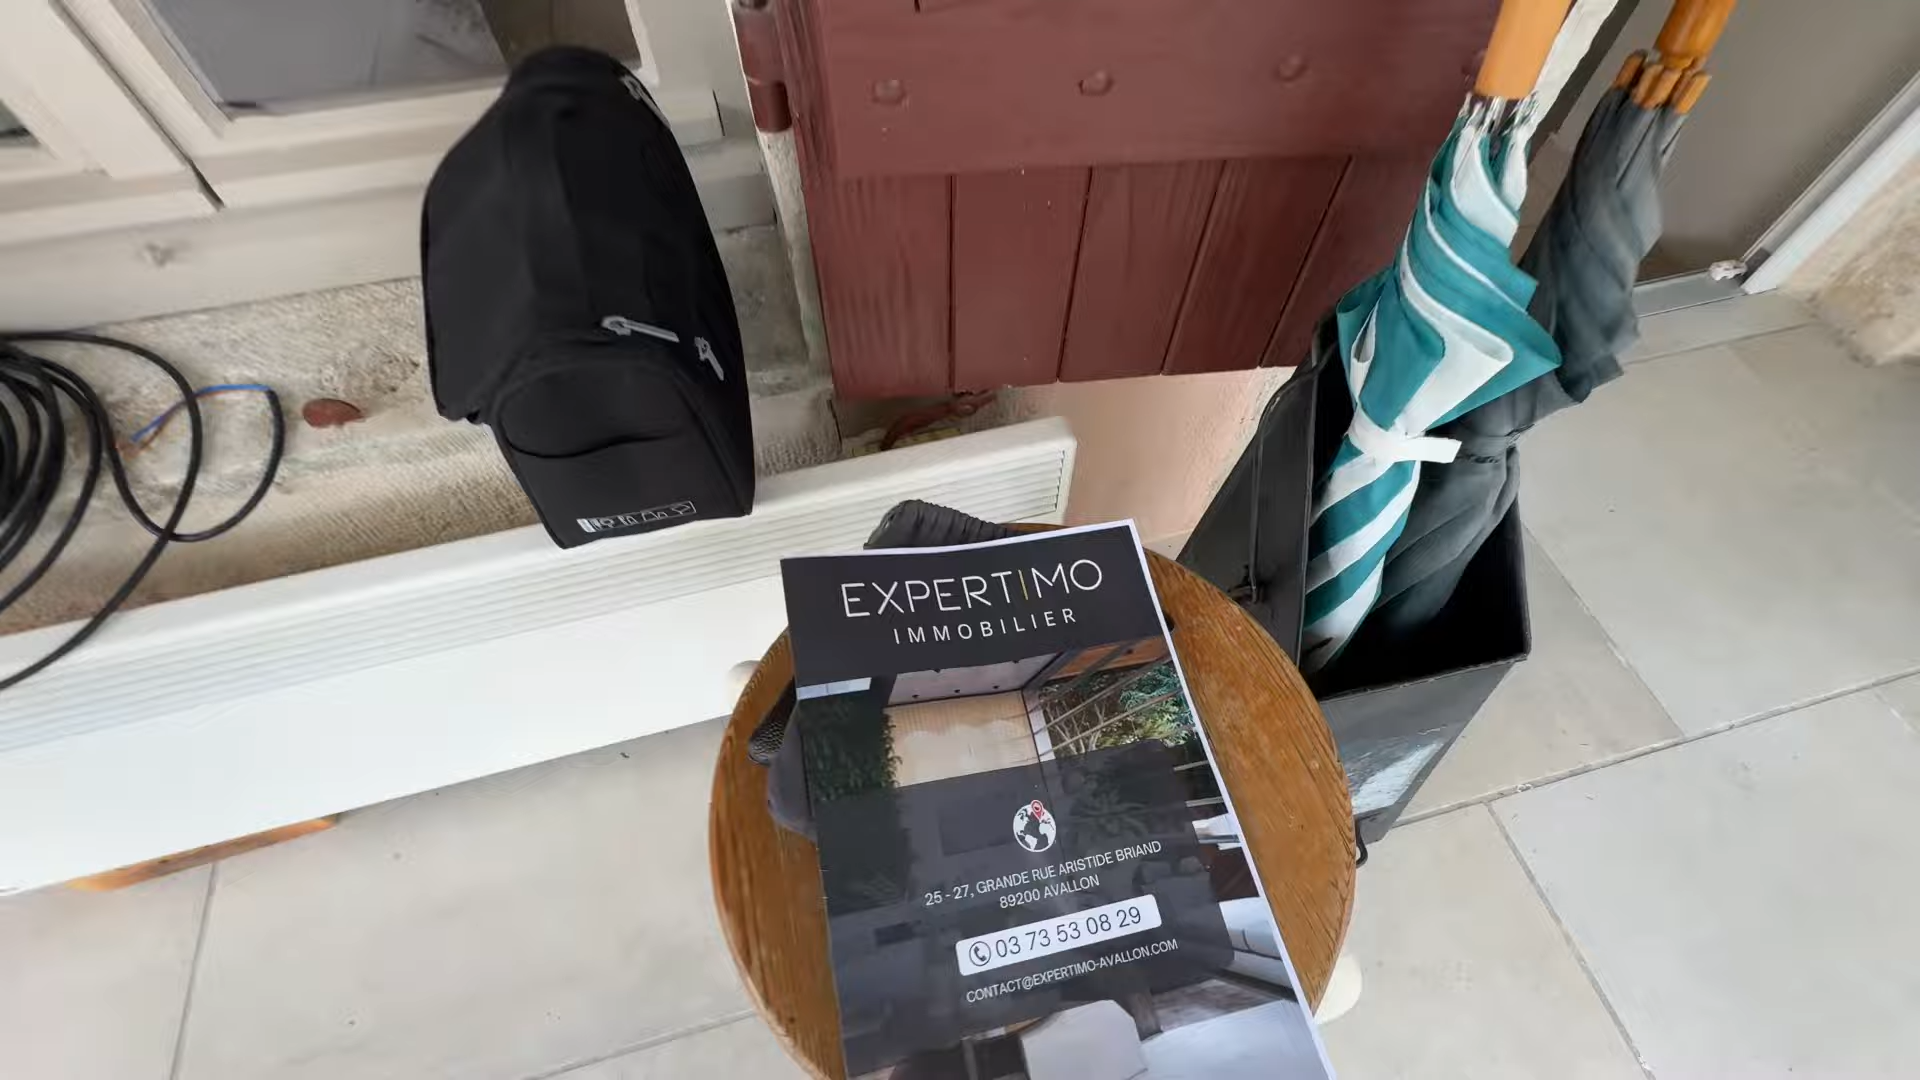 EXPERTIMO
IMMOBILIER
25 - 27, GRANDE RUE ARISTIDE BRIAND
89200 AVALLON
03 73 53 08 29
CONTACT@EXPERTIMO-AVALLON.COM